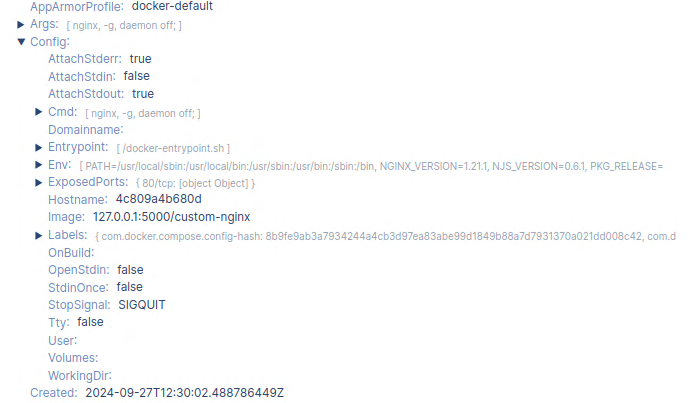 AppArmorProfile: docker-default
Args: [ nginx, -g, daemon off; ]
Config:
AttachStderr: true
AttachStdin: false
AttachStdout: true
Cmd: [ nginx, -g, daemon off; ]
Domainname:
Entrypoint: [ /docker-entrypoint.sh ]
Env: [ PATH=/usr/local/sbin:/usr/local/bin:/usr/sbin:/usr/bin:/sbin:/bin, NGINX_VERSION=1.21.1, NJS_VERSION=0.6.1, PKG_RELEASE=
ExposedPorts: { 80/tcp: [object Object] }
Hostname: 4c809a4b680d
Image: 127.0.0.1:5000/custom-nginx
Labels: { com.docker.compose.config-hash: 8b9fe9ab3a7934244a4cb3d97ea83abe99d1849b88a7d7931370a021dd008c42, com.d
OnBuild:
OpenStdin: false
StdinOnce: false
StopSignal: SIGQUIT
Tty: false
User:
Volumes:
WorkingDir:
Created: 2024-09-27T12:30:02.488786449Z